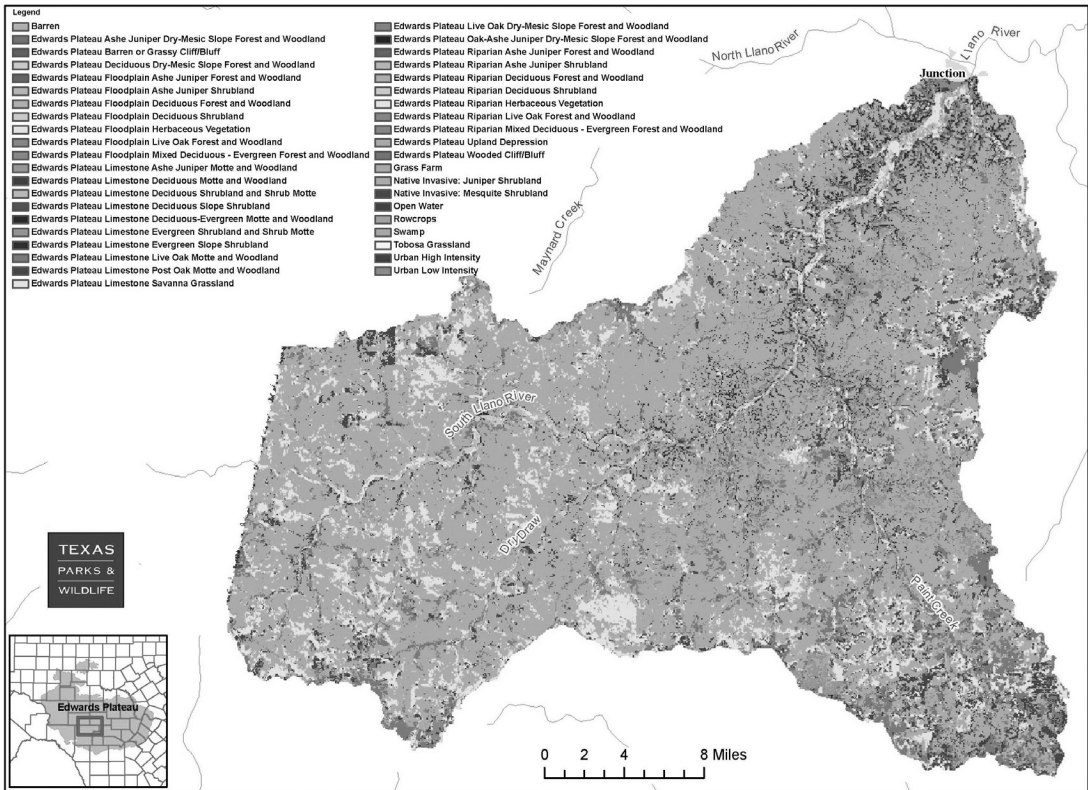 Legend
Barren
Edwards Plateau Ashe Juniper Dry-Mesic Slope Forest and Woodland
Edwards Plateau Barren or Grassy Cliff/Bluff
Edwards Plateau Deciduous Dry-Mesic Slope Forest and Woodland
Edwards Plateau Floodplain Ashe Juniper Forest and Woodland
Edwards Plateau Floodplain Ashe Juniper Shrubland
Edwards Plateau Floodplain Deciduous Forest and Woodland
Edwards Plateau Floodplain Deciduous Shrubland
Edwards Plateau Floodplain Herbaceous Vegetation
Edwards Plateau Floodplain Live Oak Forest and Woodland
Edwards Plateau Floodplain Mixed Deciduous - Evergreen Forest and Woodland
Edwards Plateau Limestone Ashe Juniper Motte and Woodland
Edwards Plateau Limestone Deciduous Motte and Woodland
Edwards Plateau Limestone Deciduous Shrubland and Shrub Motte
Edwards Plateau Limestone Deciduous Slope Shrubland
Edwards Plateau Limestone Deciduous-Evergreen Motte and Woodland
Edwards Plateau Limestone Evergreen Shrubland and Shrub Motte
Edwards Plateau Limestone Evergreen Slope Shrubland
Edwards Plateau Limestone Live Oak Motte and Woodland
Edwards Plateau Limestone Post Oak Motte and Woodland
Edwards Plateau Limestone Savanna Grassland
Edwards Plateau Live Oak Dry-Mesic Slope Forest and Woodland
Edwards Plateau Oak-Ashe Juniper Dry-Mesic Slope Forest and Woodland
Edwards Plateau Riparian Ashe Juniper Forest and Woodland
Edwards Plateau Riparian Ashe Juniper Shrubland
Edwards Plateau Riparian Deciduous Forest and Woodland
Edwards Plateau Riparian Deciduous Shrubland
Edwards Plateau Riparian Herbaceous Vegetation
Edwards Plateau Riparian Live Oak Forest and Woodland
Edwards Plateau Riparian Mixed Deciduous - Evergreen Forest and Woodland
Edwards Plateau Upland Depression
Edwards Plateau Wooded Cliff/Bluff
Grass Farm
Native Invasive: Juniper Shrubland
Native Invasive: Mesquite Shrubland
Open Water
Rowcrops
Swamp
Tobosa Grassland
Urban High Intensity
Urban Low Intensity
North Llano River
Llano River
Junction
Maynard Creek
South Llano River
Dry Draw
Paint Creek
TEXAS
PARKS &
WILDLIFE
Edwards Plateau
0 2 4 8 Miles